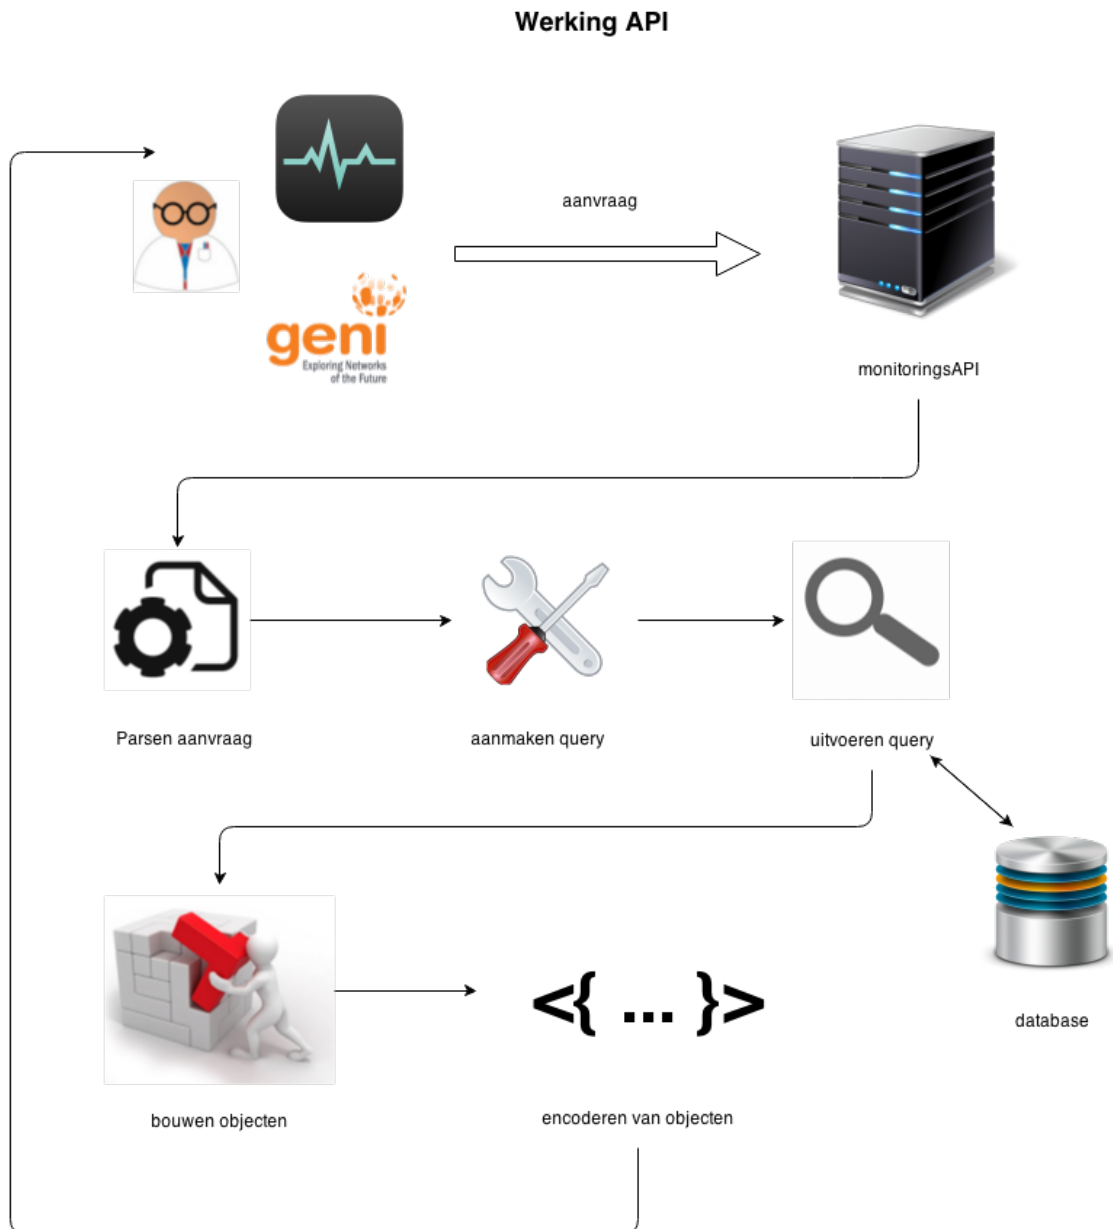 Werking API
aanvraag
geni
Exploring Networks
of the Future
monitoringsAPI
Parsen aanvraag
aanmaken query
uitvoeren query
<{ ... }>
database
bouwen objecten
encoderen van objecten